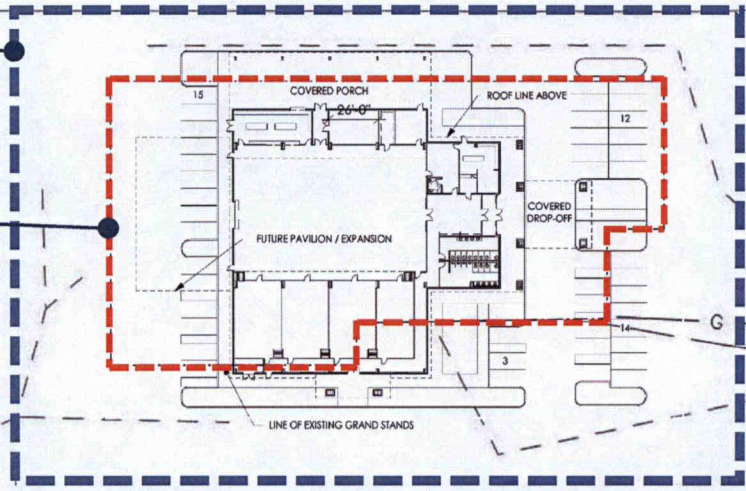 15
COVERED PORCH
26'-0"
ROOF LINE ABOVE
12
COVERED
DROP-OFF
FUTURE PAVILION / EXPANSION
G
14
3
LINE OF EXISTING GRAND STANDS